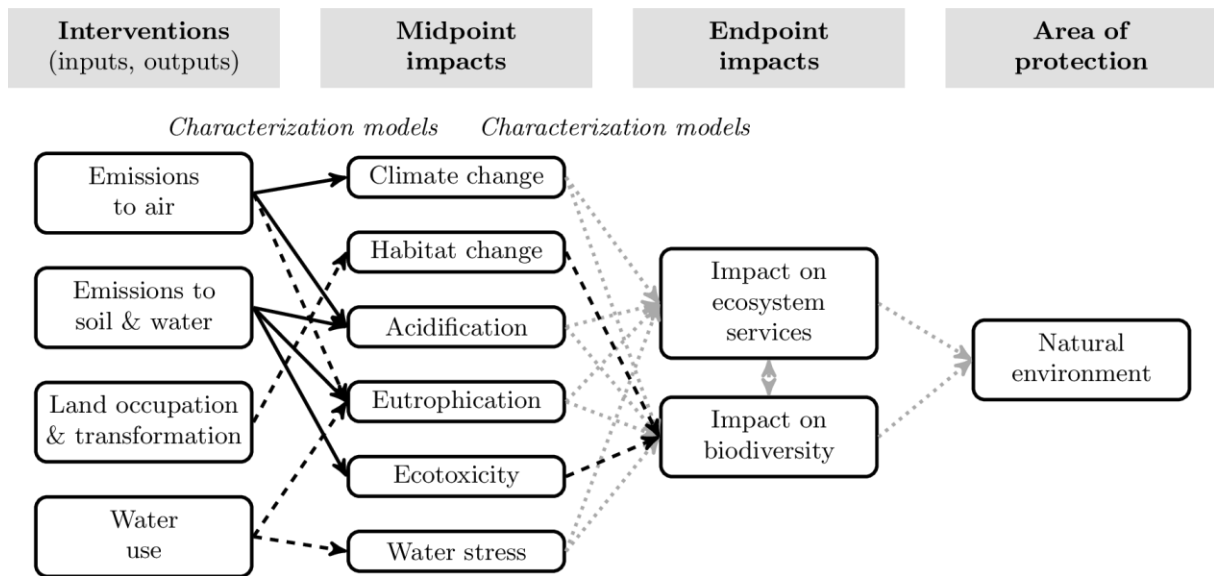 Interventions
(inputs, outputs)
Midpoint
impacts
Endpoint
impacts
Area of
protection
Characterization models
Characterization models
Emissions
to air
Emissions to
soil & water
Land occupation
& transformation
Water
use
Climate change
Habitat change
Acidification
Eutrophication
Ecotoxicity
Water stress
Impact on
ecosystem
services
Impact on
biodiversity
Natural
environment